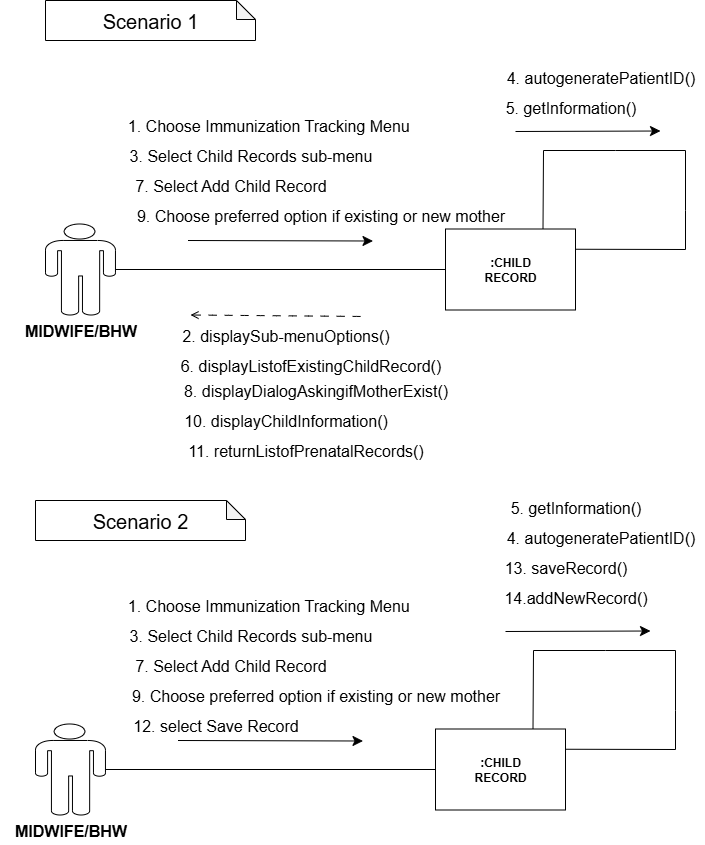 Scenario 1
4. autogeneratePatientID()
5. getInformation()
1. Choose Immunization Tracking Menu
3. Select Child Records sub-menu
7. Select Add Child Record
9. Choose preferred option if existing or new mother
:CHILD
RECORD
MIDWIFE/BHW
2. displaySub-menuOptions()
6. displayListofExistingChildRecord()
8. displayDialogAskingifMotherExist()
10. displayChildInformation()
11. returnListofPrenatalRecords()
Scenario 2
5. getInformation()
4. autogeneratePatientID()
13. saveRecord()
14.addNewRecord()
1. Choose Immunization Tracking Menu
3. Select Child Records sub-menu
7. Select Add Child Record
9. Choose preferred option if existing or new mother
12. select Save Record
:CHILD
RECORD
MIDWIFE/BHW